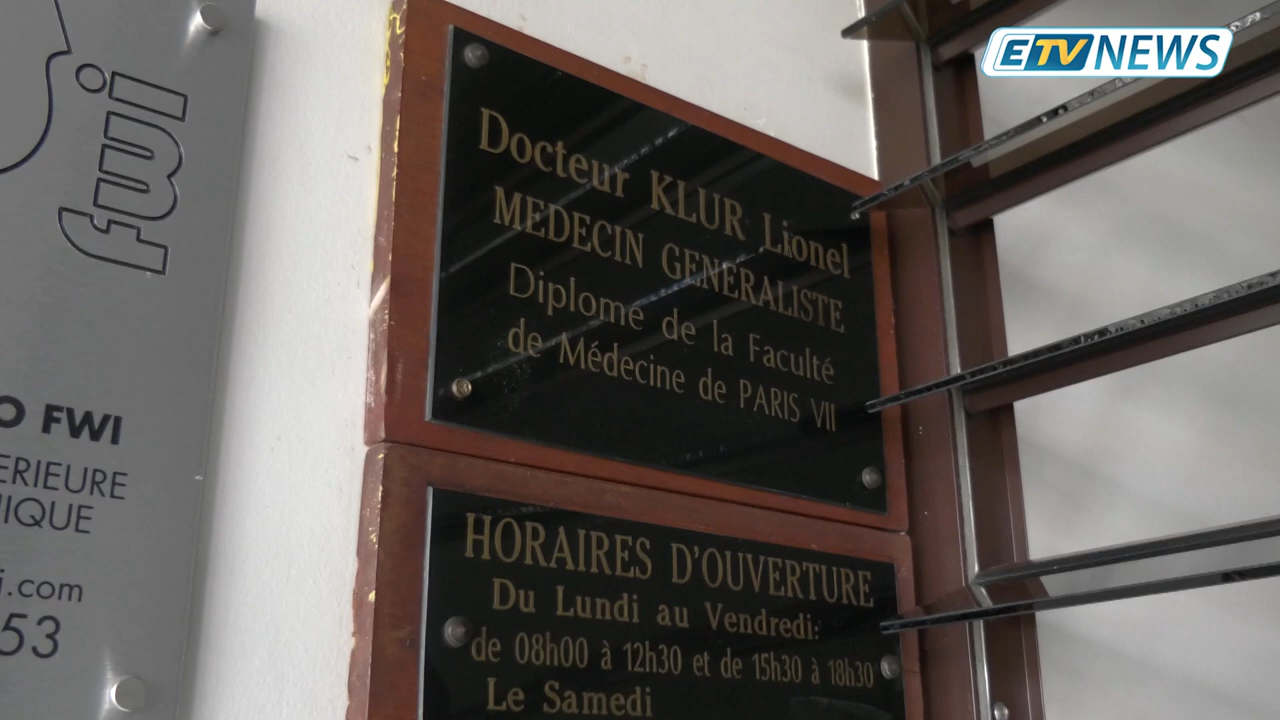 ETV NEWS
fwi
O FWI
ERIEURE
IQUE
i.com
53
Docteur KLUR Lionel
MEDECIN GENERALISTE
Diplomé de la Faculté
de Médecine de PARIS VII
HORAIRES D'OUVERTURE
Du Lundi au Vendredi:
de 08h00 à 12h30 et de 15h30 à 18h30
Le Samedi